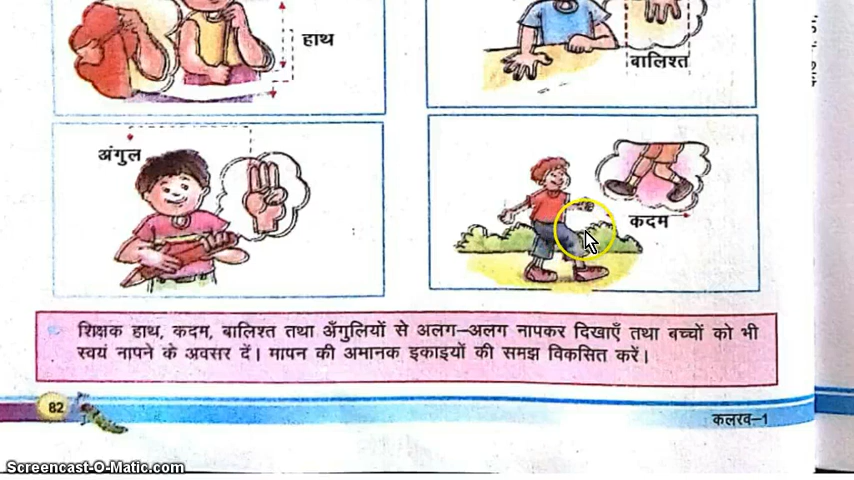 हाथ
बालिश्त
अंगुल
कदम
शिक्षक हाथ, कदम, बालिश्त तथा अँगुलियों से अलग–अलग नापकर दिखाएँ तथा बच्चों को भी
स्वयं नापने के अवसर दें। मापन की अमानक इकाइयों की समझ विकसित करें।
82
कलरव–1
Screencast-O-Matic.com